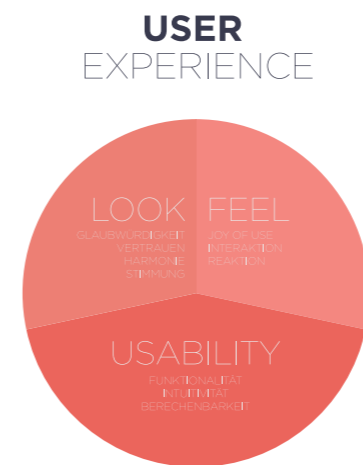 USER
EXPERIENCE
LOOK
GLAUBWÜRDIGKEIT
VERTRAUEN
HARMONIE
STIMMUNG
FEEL
JOY OF USE
INTERAKTION
REAKTION
USABILITY
FUNKTIONALITÄT
INTUITIVITÄT
BERECHENBARKEIT